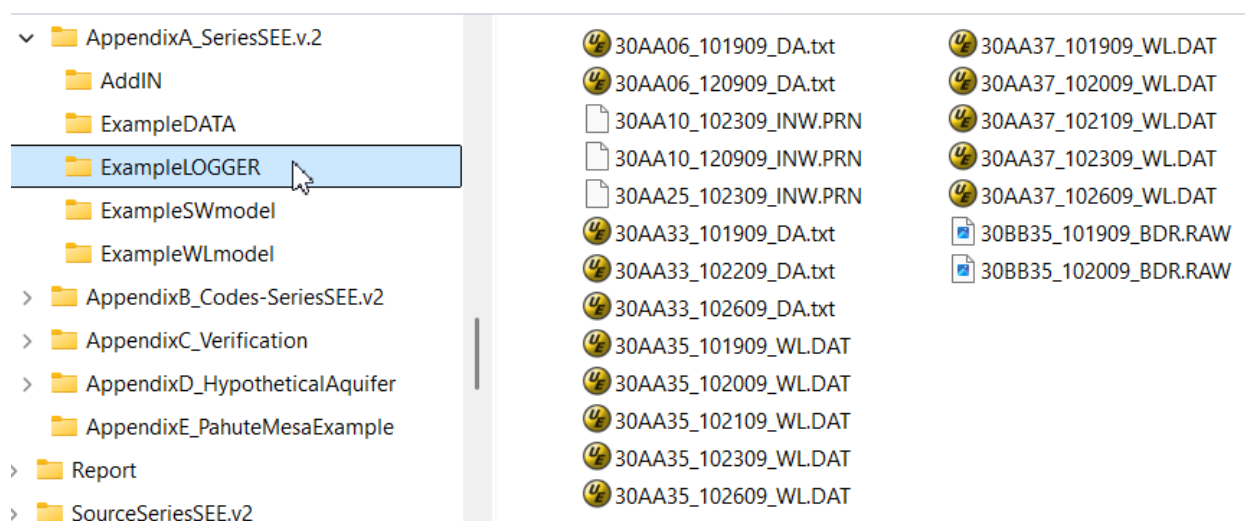 AppendixA_SeriesSEE.v.2
AddIN
ExampleDATA
ExampleLOGGER
ExampleSWmodel
ExampleWLmodel
AppendixB_Codes-SeriesSEE.v2
AppendixC_Verification
AppendixD_HypotheticalAquifer
AppendixE_PahuteMesaExample
Report
SourceSeriesSEE.v2
30AA06_101909_DA.txt
30AA06_120909_DA.txt
30AA10_102309_INW.PRN
30AA10_120909_INW.PRN
30AA25_102309_INW.PRN
30AA33_101909_DA.txt
30AA33_102209_DA.txt
30AA33_102609_DA.txt
30AA35_101909_WL.DAT
30AA35_102009_WL.DAT
30AA35_102109_WL.DAT
30AA35_102309_WL.DAT
30AA35_102609_WL.DAT
30AA37_101909_WL.DAT
30AA37_102009_WL.DAT
30AA37_102109_WL.DAT
30AA37_102309_WL.DAT
30AA37_102609_WL.DAT
30BB35_101909_BDR.RAW
30BB35_102009_BDR.RAW